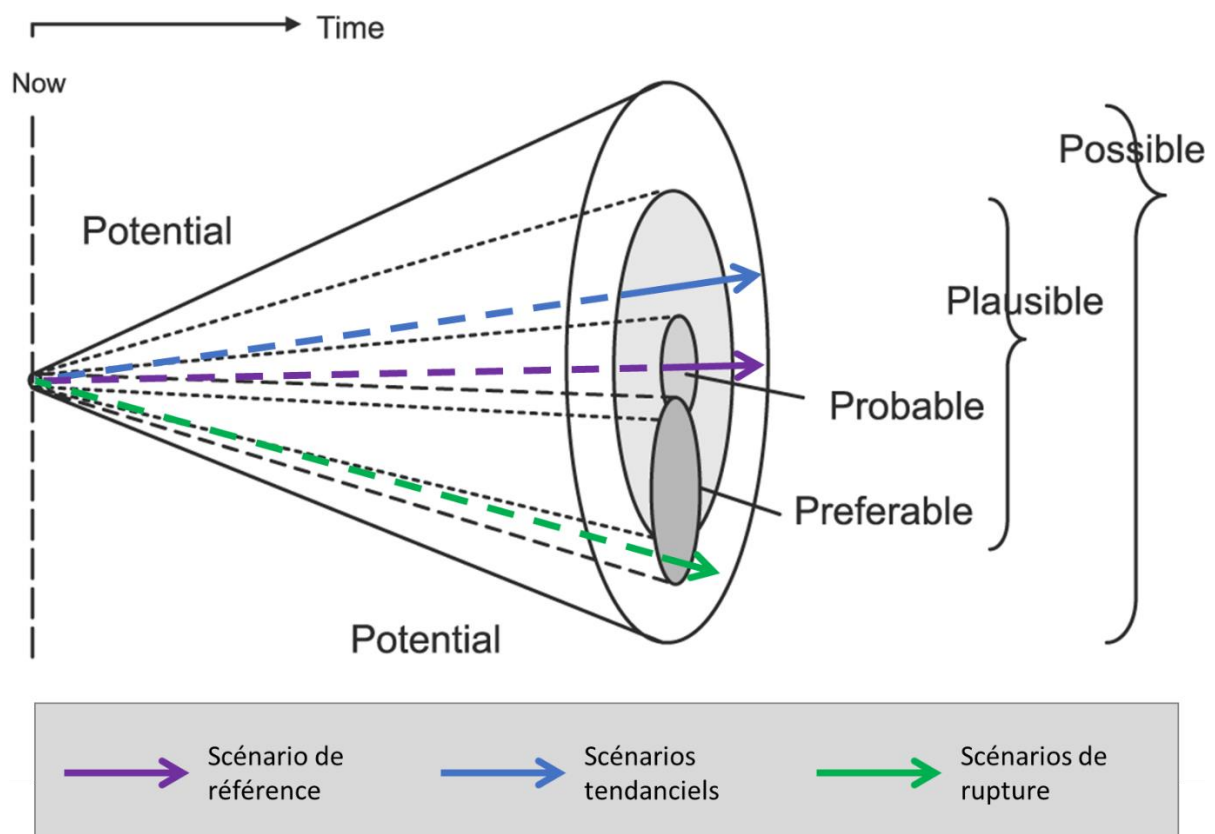 Time
Now
Possible
Potential
Plausible
Probable
Preferable
Potential
Scénario de
référence
Scénarios
tendanciels
Scénarios de
rupture